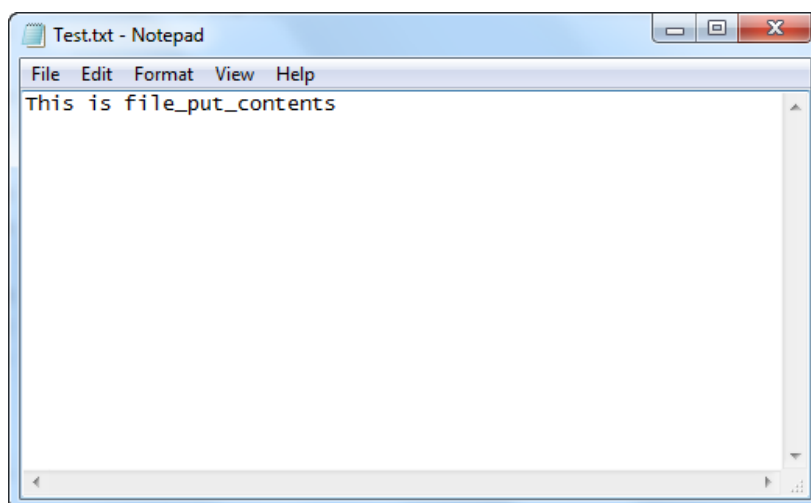 Test.txt - Notepad
File Edit Format View Help
This is file_put_contents